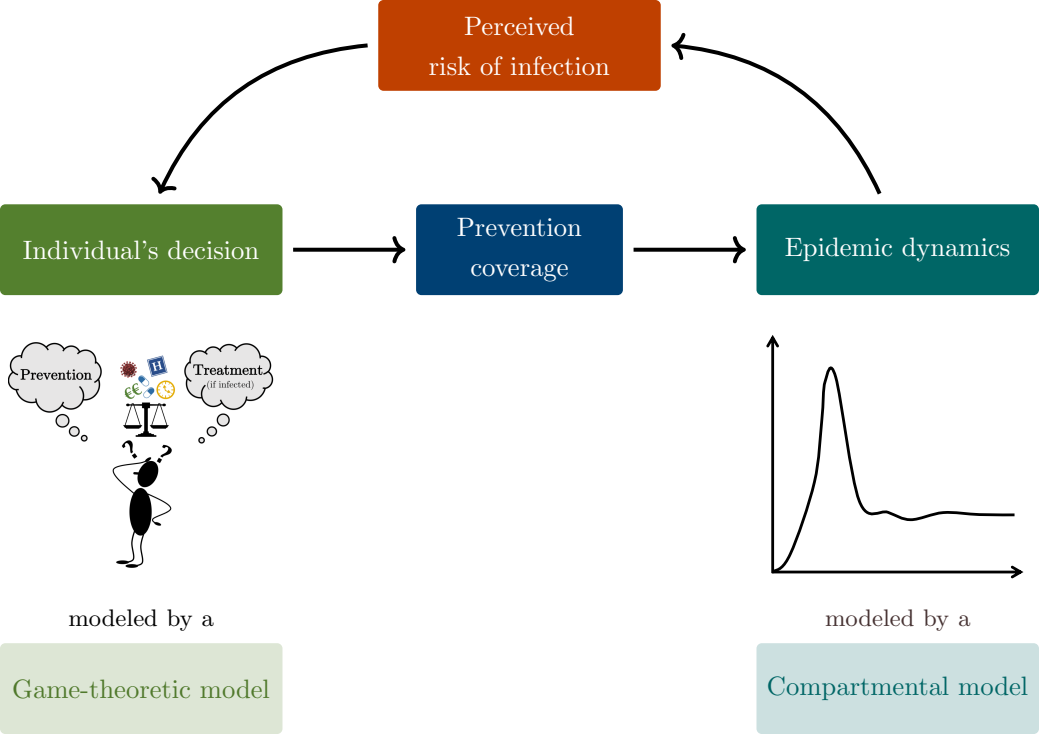 Perceived
risk of infection
Individual's decision
Prevention
coverage
Epidemic dynamics
Prevention
Treatment
(if infected)
H
€€
? ?
modeled by a
modeled by a
Game-theoretic model
Compartmental model